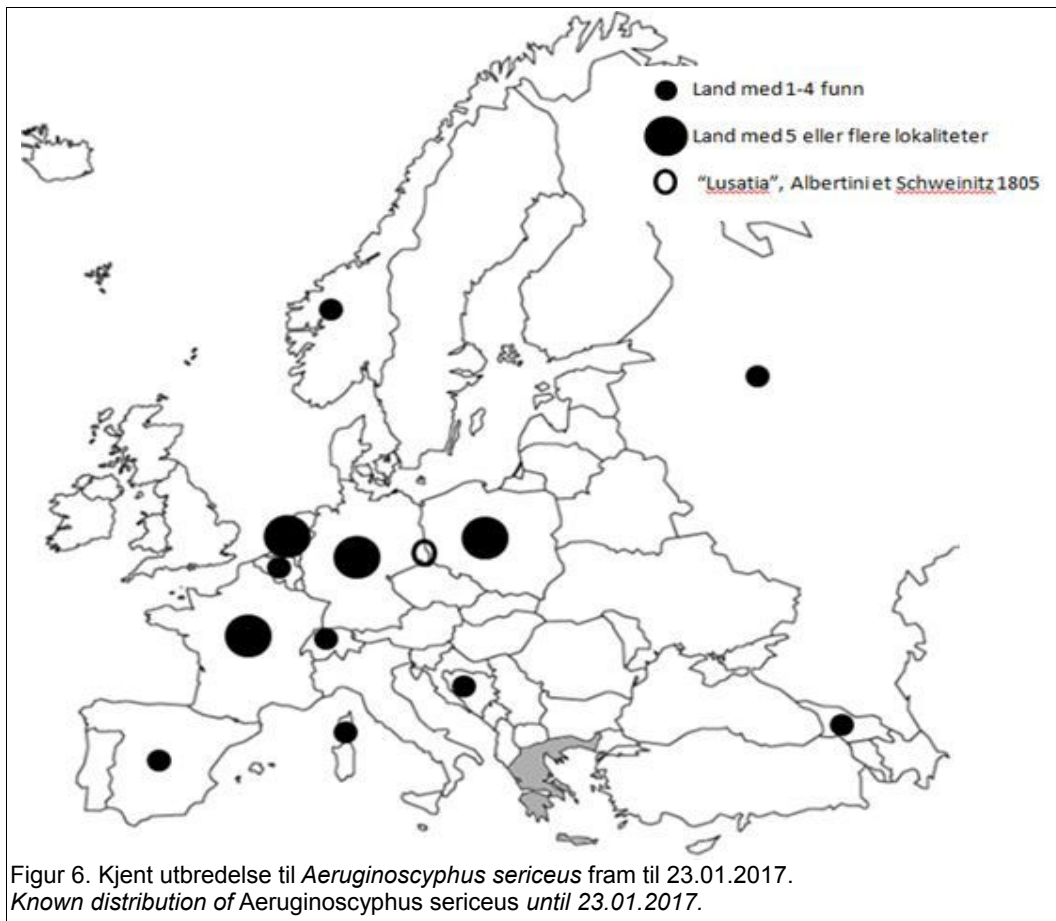 Land med 1-4 funn
Land med 5 eller flere lokaliteter
"Lusatia", Albertini et Schweinitz 1805
Figur 6. Kjent utbredelse til Aeruginoscyphus sericeus fram til 23.01.2017.
Known distribution of Aeruginoscyphus sericeus until 23.01.2017.